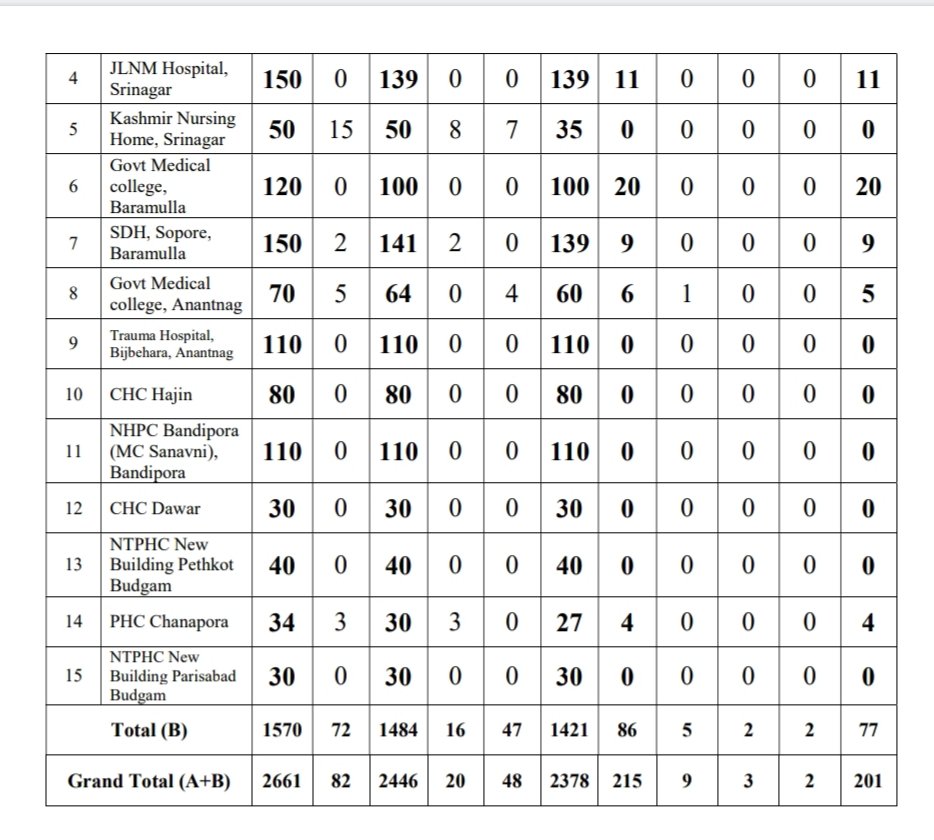 4 JLNM Hospital, Srinagar 150 0 139 0 0 139 11 0 0 0 11
5 Kashmir Nursing Home, Srinagar 50 15 50 8 7 35 0 0 0 0 0
6 Govt Medical college, Baramulla 120 0 100 0 0 100 20 0 0 0 20
7 SDH, Sopore, Baramulla 150 2 141 2 0 139 9 0 0 0 9
8 Govt Medical college, Anantnag 70 5 64 0 4 60 6 1 0 0 5
9 Trauma Hospital, Bijbehara, Anantnag 110 0 110 0 0 110 0 0 0 0 0
10 CHC Hajin 80 0 80 0 0 80 0 0 0 0 0
11 NHPC Bandipora (MC Sanavni), Bandipora 110 0 110 0 0 110 0 0 0 0 0
12 CHC Dawar 30 0 30 0 0 30 0 0 0 0 0
13 NTPHC New Building Pethkot Budgam 40 0 40 0 0 40 0 0 0 0 0
14 PHC Chanapora 34 3 30 3 0 27 4 0 0 0 4
15 NTPHC New Building Parisabad Budgam 30 0 30 0 0 30 0 0 0 0 0
Total (B) 1570 72 1484 16 47 1421 86 5 2 2 77
Grand Total (A+B) 2661 82 2446 20 48 2378 215 9 3 2 201